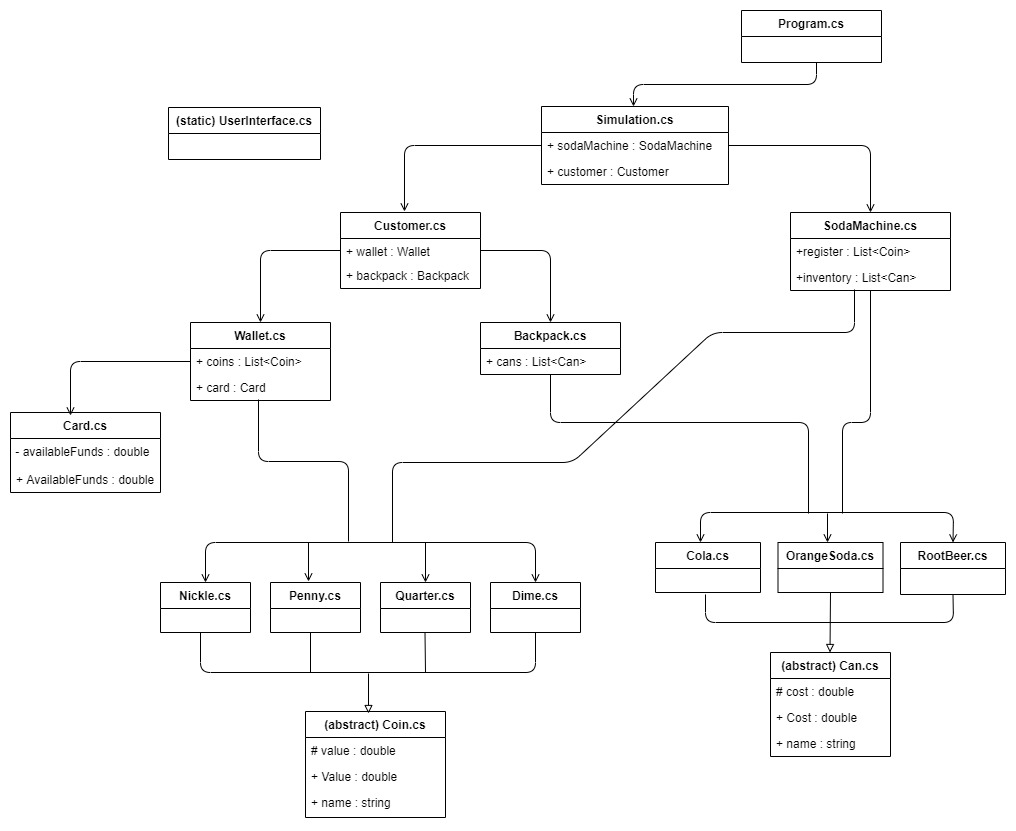 Program.cs
(static) UserInterface.cs
Simulation.cs
+ sodaMachine : SodaMachine
+ customer : Customer
Customer.cs
+ wallet : Wallet
+ backpack : Backpack
SodaMachine.cs
+register : List<Coin>
+inventory : List<Can>
Wallet.cs
+ coins : List<Coin>
+ card : Card
Backpack.cs
+ cans : List<Can>
Card.cs
- availableFunds : double
+ AvailableFunds : double
Cola.cs
OrangeSoda.cs
RootBeer.cs
Nickle.cs
Penny.cs
Quarter.cs
Dime.cs
(abstract) Can.cs
# cost : double
+ Cost : double
+ name : string
(abstract) Coin.cs
# value : double
+ Value : double
+ name : string